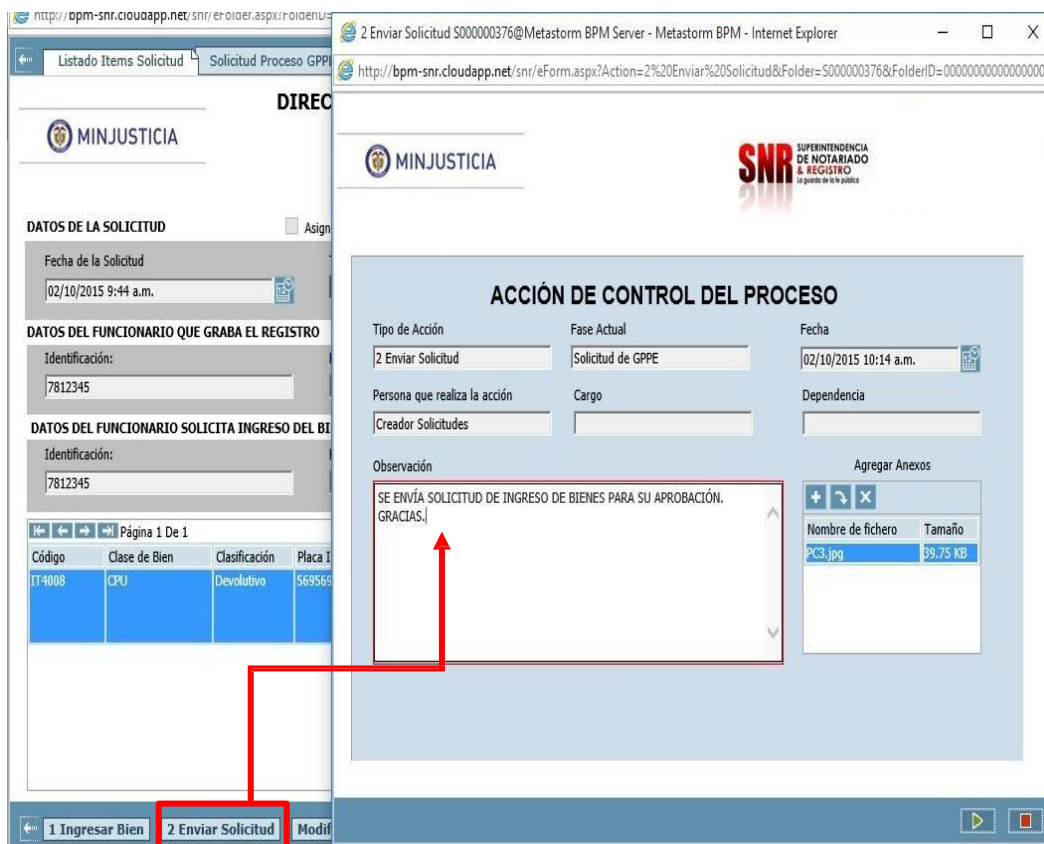 http://bpm-snr.cloudapp.net/snr/eFolder.aspx?FolderID=
Listado Items Solicitud
Solicitud Proceso GPPE
DIREC
MINJUSTICIA
DATOS DE LA SOLICITUD
Asign
Fecha de la Solicitud
02/10/2015 9:44 a.m.
DATOS DEL FUNCIONARIO QUE GRABA EL REGISTRO
Identificación:
7812345
DATOS DEL FUNCIONARIO SOLICITA INGRESO DEL BI
Identificación:
7812345
Página 1 De 1
Código Clase de Bien Clasificación Placa I
IT4008 CPU Devolutivo 569569
1 Ingresar Bien
2 Enviar Solicitud
Modif
2 Enviar Solicitud S000000376@Metastorm BPM Server - Metastorm BPM - Internet Explorer
http://bpm-snr.cloudapp.net/snr/eForm.aspx?Action=2%20Enviar%20Solicitud&Folder=S000000376&FolderID=0000000000000000
MINJUSTICIA
SNR
SUPERINTENDENCIA
DE NOTARIADO
& REGISTRO
La guarda de la fe pública
ACCIÓN DE CONTROL DEL PROCESO
Tipo de Acción Fase Actual Fecha
2 Enviar Solicitud Solicitud de GPPE 02/10/2015 10:14 a.m.
Persona que realiza la acción Cargo Dependencia
Creador Solicitudes
Observación Agregar Anexos
SE ENVÍA SOLICITUD DE INGRESO DE BIENES PARA SU APROBACIÓN.
GRACIAS.
Nombre de fichero Tamaño
PC3.jpg 39.75 KB